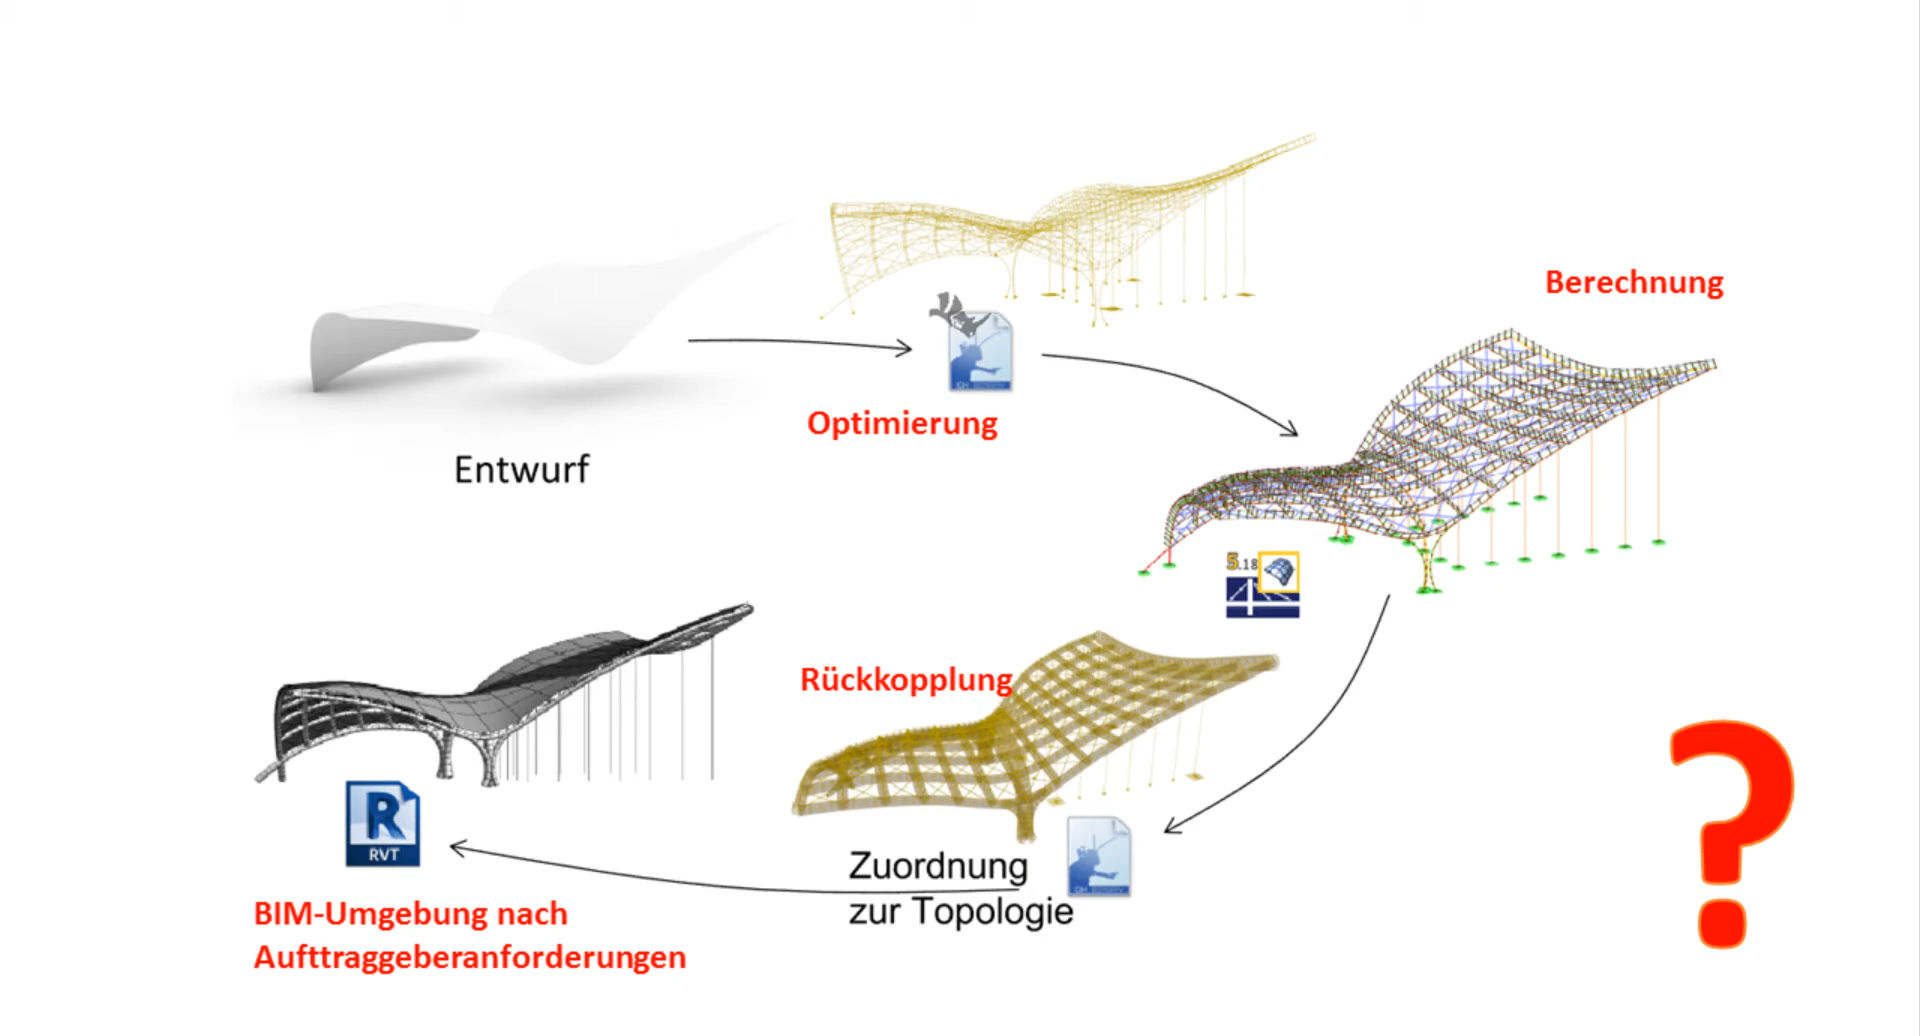 Entwurf
Optimierung
Berechnung
5.18
Rückkopplung
Zuordnung
zur Topologie
R
RVT
BIM-Umgebung nach
Aufttraggeberanforderungen
?